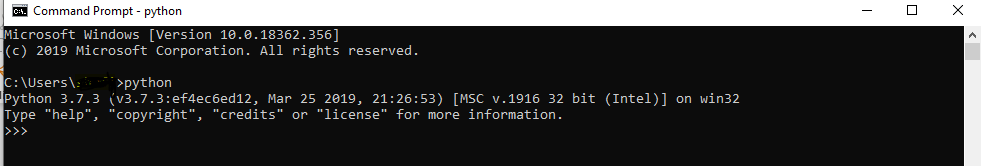 Command Prompt - python
Microsoft Windows [Version 10.0.18362.356]
(c) 2019 Microsoft Corporation. All rights reserved.
C:\Users\ >python
Python 3.7.3 (v3.7.3:ef4ec6ed12, Mar 25 2019, 21:26:53) [MSC v.1916 32 bit (Intel)] on win32
Type "help", "copyright", "credits" or "license" for more information.
>>>